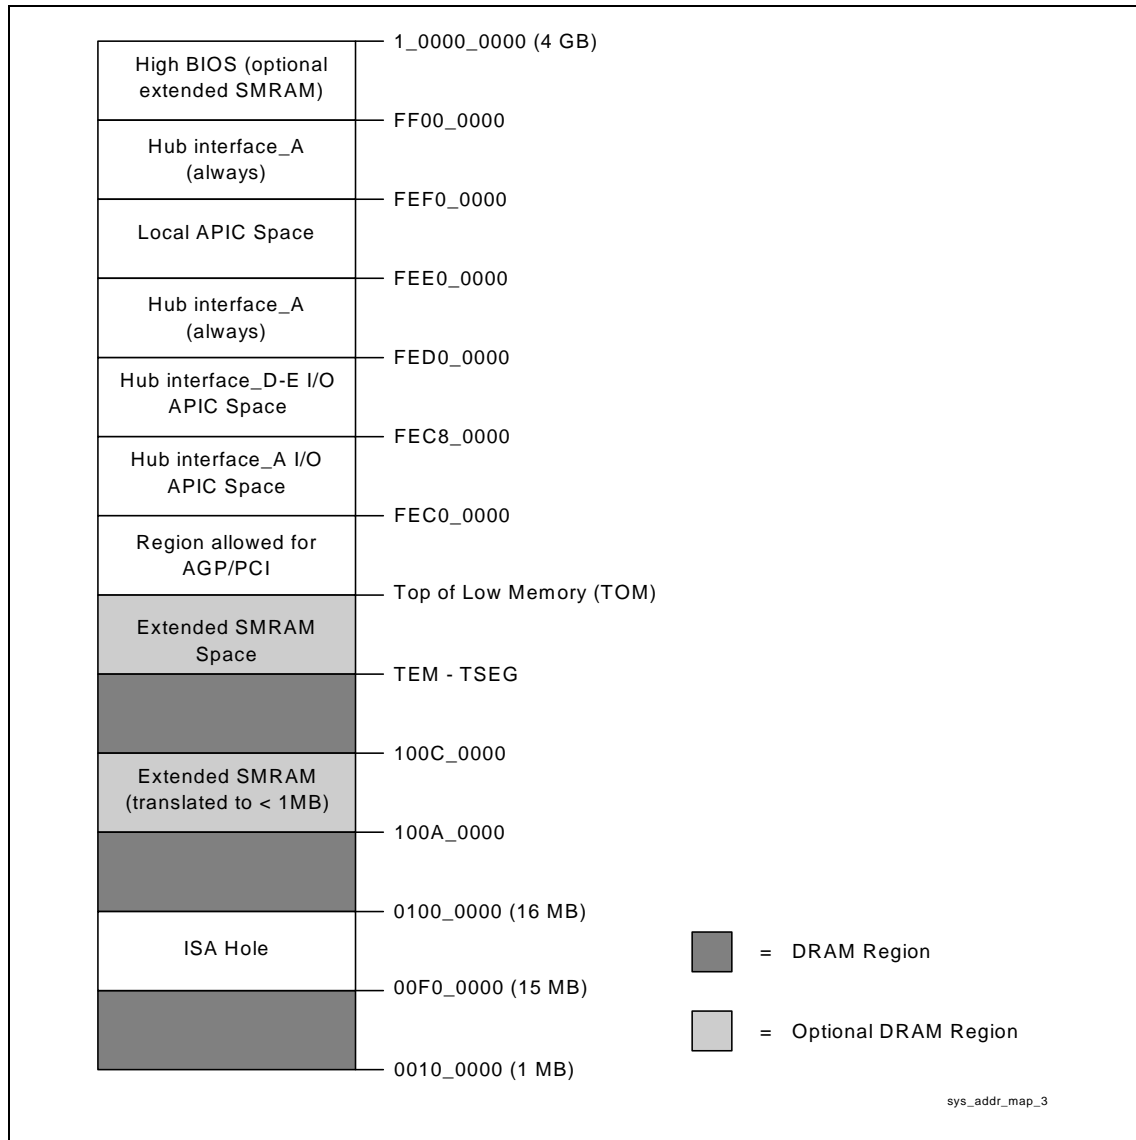 1_0000_0000 (4 GB)
High BIOS (optional
extended SMRAM)
FF00_0000
Hub interface_A
(always)
FEF0_0000
Local APIC Space
FEE0_0000
Hub interface_A
(always)
FED0_0000
Hub interface_D-E I/O
APIC Space
FEC8_0000
Hub interface_A I/O
APIC Space
FEC0_0000
Region allowed for
AGP/PCI
Top of Low Memory (TOM)
Extended SMRAM
Space
TEM - TSEG
100C_0000
Extended SMRAM
(translated to < 1MB)
100A_0000
0100_0000 (16 MB)
ISA Hole
= DRAM Region
00F0_0000 (15 MB)
= Optional DRAM Region
0010_0000 (1 MB)
sys_addr_map_3